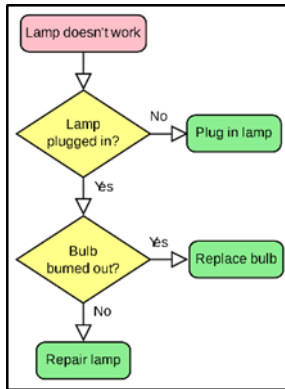 Lamp doesn't work
Lamp
plugged in?
No
Plug in lamp
Yes
Bulb
burned out?
Yes
Replace bulb
No
Repair lamp